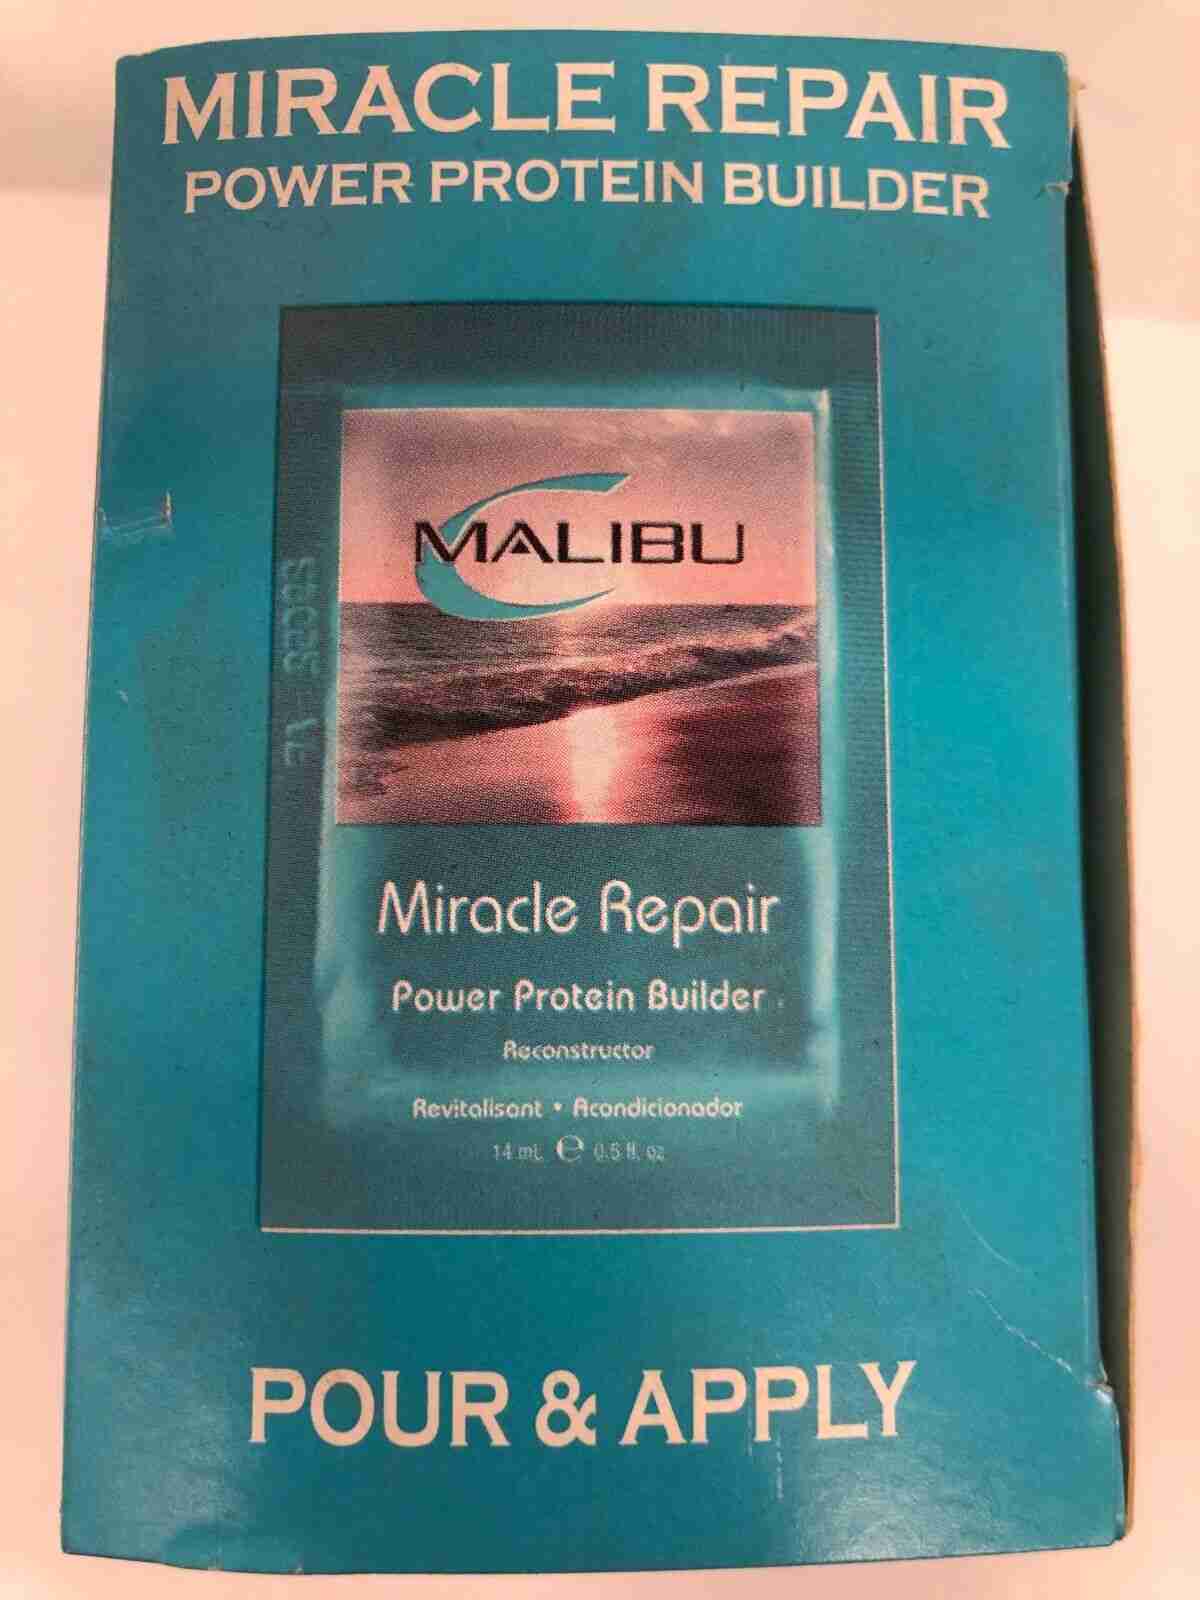 MIRACLE REPAIR
POWER PROTEIN BUILDER
MALIBU C
Miracle Repair
Power Protein Builder
Reconstructor
Revitalisant • Acondicionador
14 mL ℮ 0.5 fl. oz
POUR & APPLY